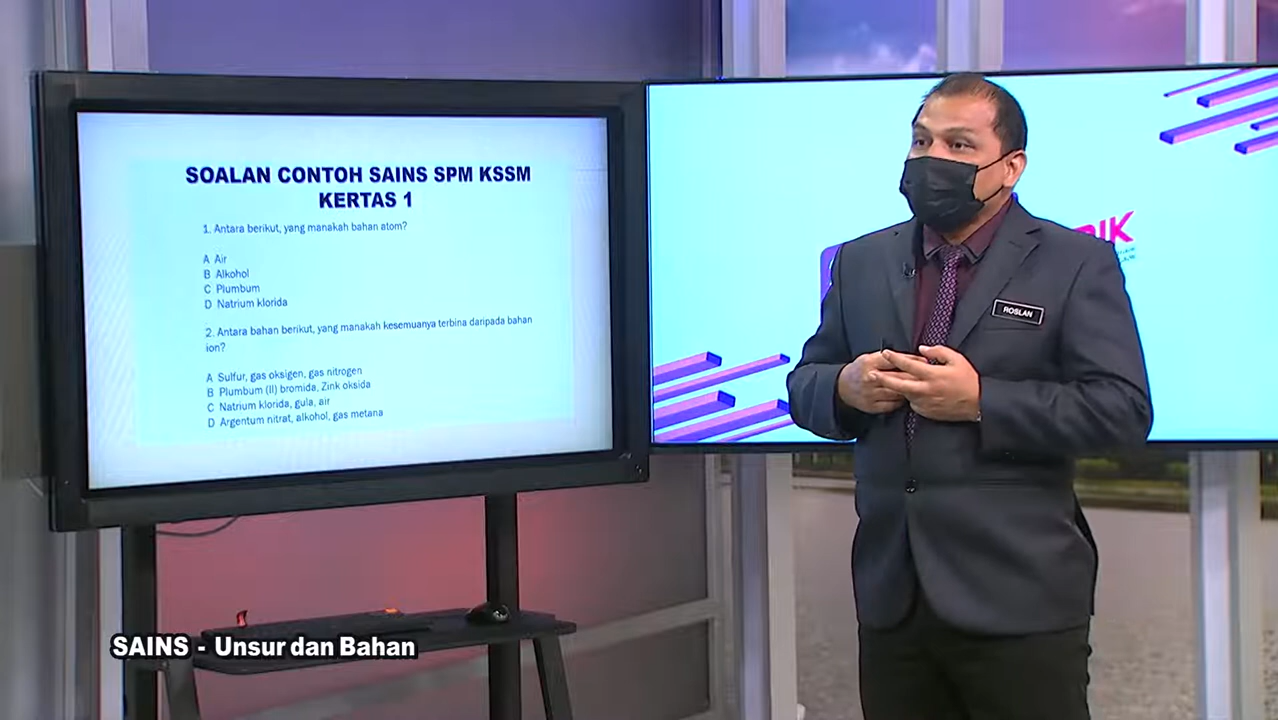 SOALAN CONTOH SAINS SPM KSSM
KERTAS 1
1. Antara berikut, yang manakah bahan atom?
A Air
B Alkohol
C Plumbum
D Natrium klorida
2. Antara bahan berikut, yang manakah kesemuanya terbina daripada bahan
ion?
A Sulfur, gas oksigen, gas nitrogen
B Plumbum (II) bromida, Zink oksida
C Natrium klorida, gula, air
D Argentum nitrat, alkohol, gas metana
ROSLAN
SAINS - Unsur dan Bahan